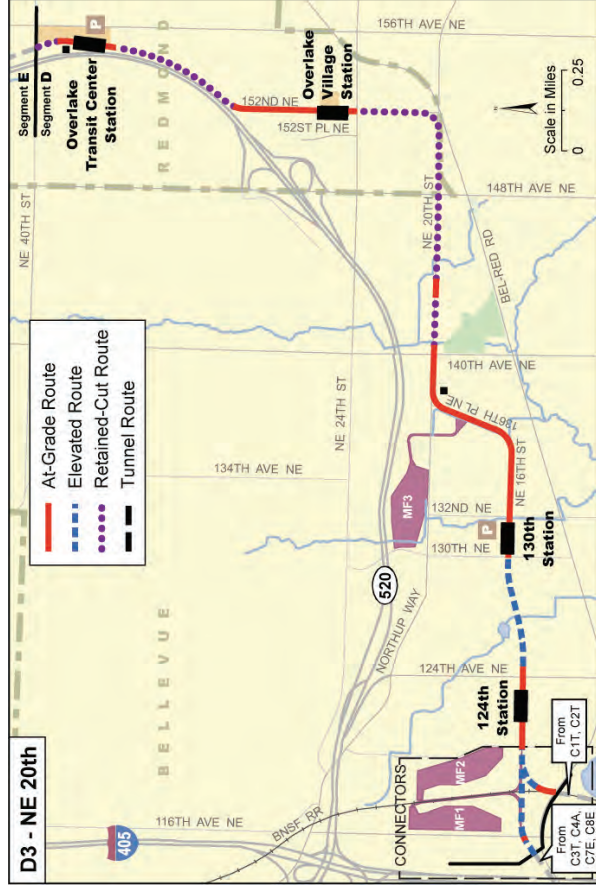 D3 - NE 20th
405
116TH AVE NE
BNSF RR
BELLEVUE
520
NORTHUP WAY
124TH AVE NE
CONNECTORS
MF1
MF2
124th
Station
From
C3T, C4A,
C7E, C8E
From
C1T, C2T
At-Grade Route
Elevated Route
Retained-Cut Route
Tunnel Route
134TH AVE NE
MF3
132ND NE
130TH NE
P
130th
Station
NE 16TH ST
136TH PL NE
140TH AVE NE
NE 24TH ST
NE 40TH ST
NE 20TH ST
BEL-RED RD
148TH AVE NE
REDMOND
Segment E
Segment D
Overlake
Transit Center
Station
P
152ND NE
152ST PL NE
Overlake
Village
Station
156TH AVE NE
Scale in Miles
0 0.25